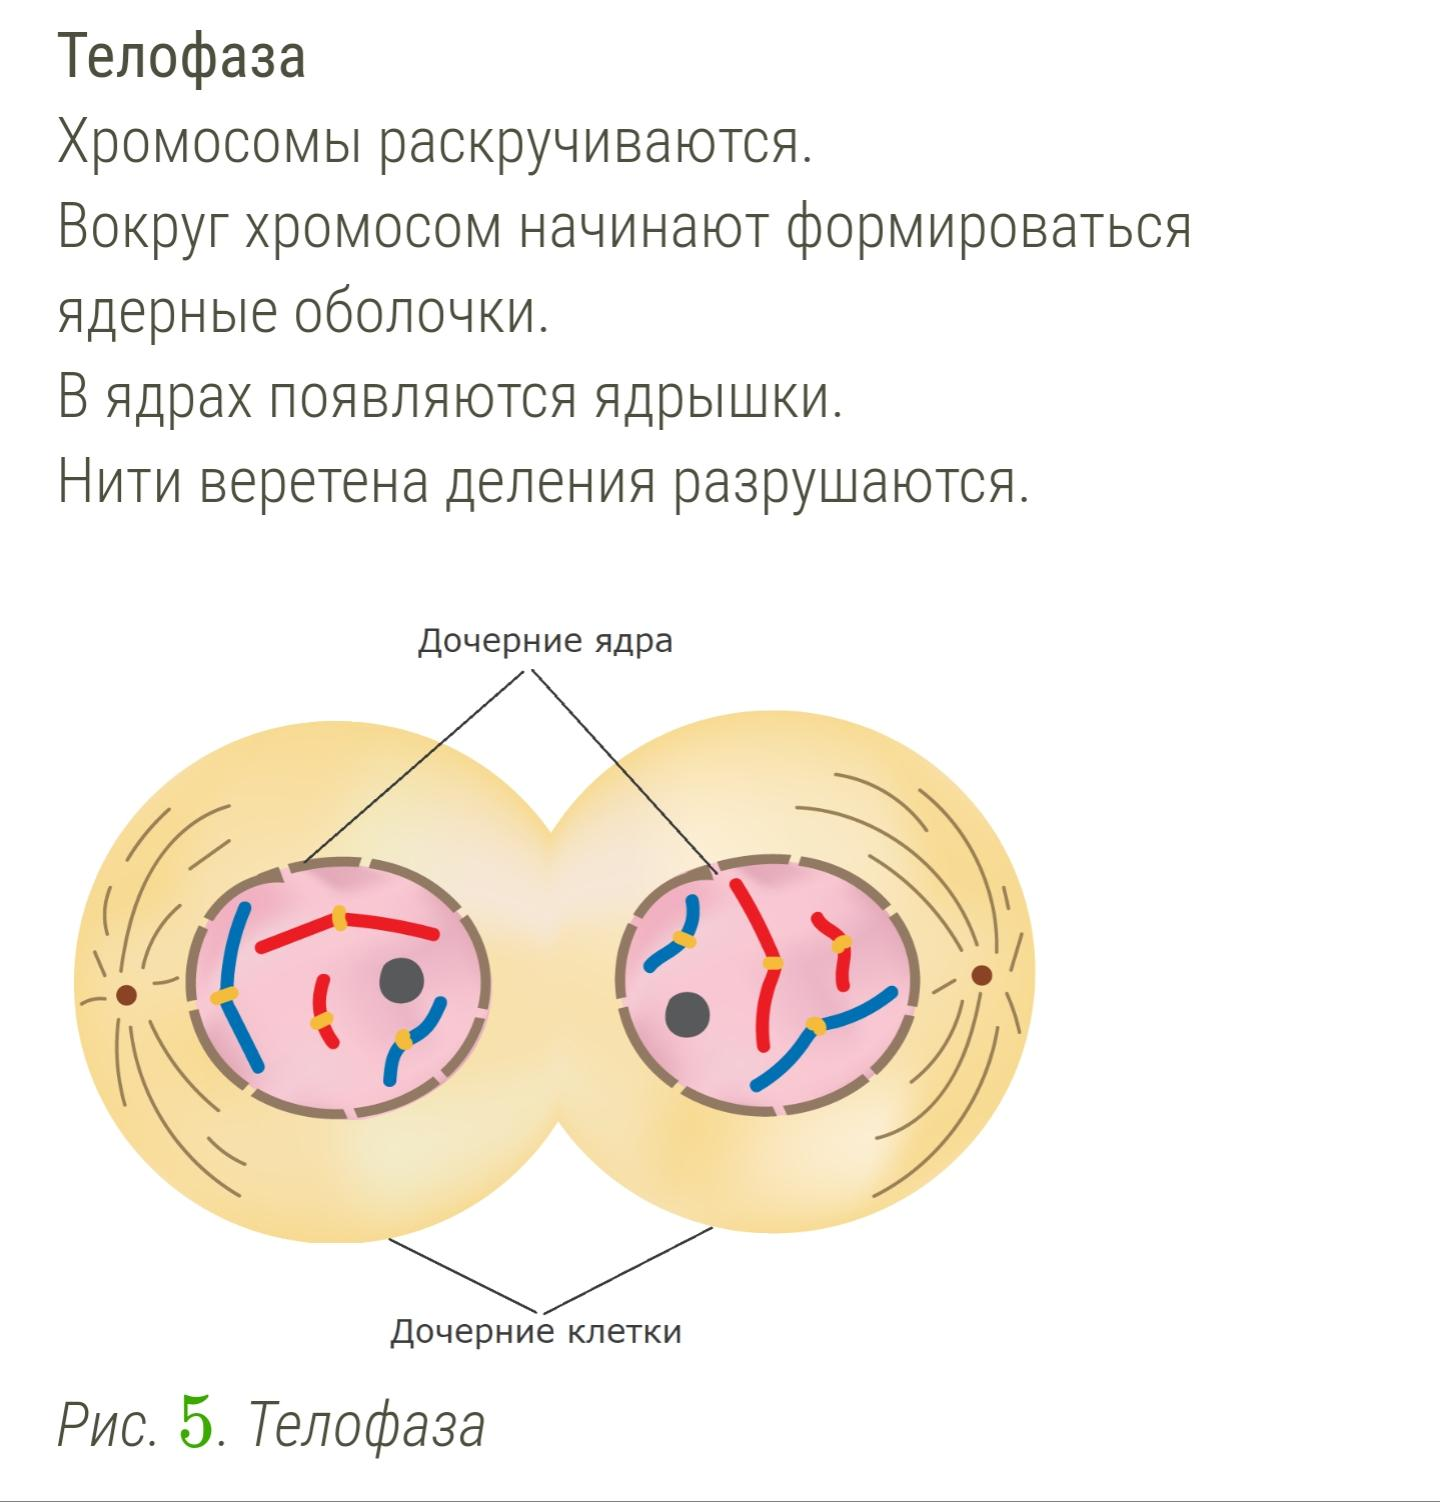 Телофаза
Хромосомы раскручиваются.
Вокруг хромосом начинают формироваться
ядерные оболочки.
В ядрах появляются ядрышки.
Нити веретена деления разрушаются.
Дочерние ядра
Дочерние клетки
Рис. 5. Телофаза